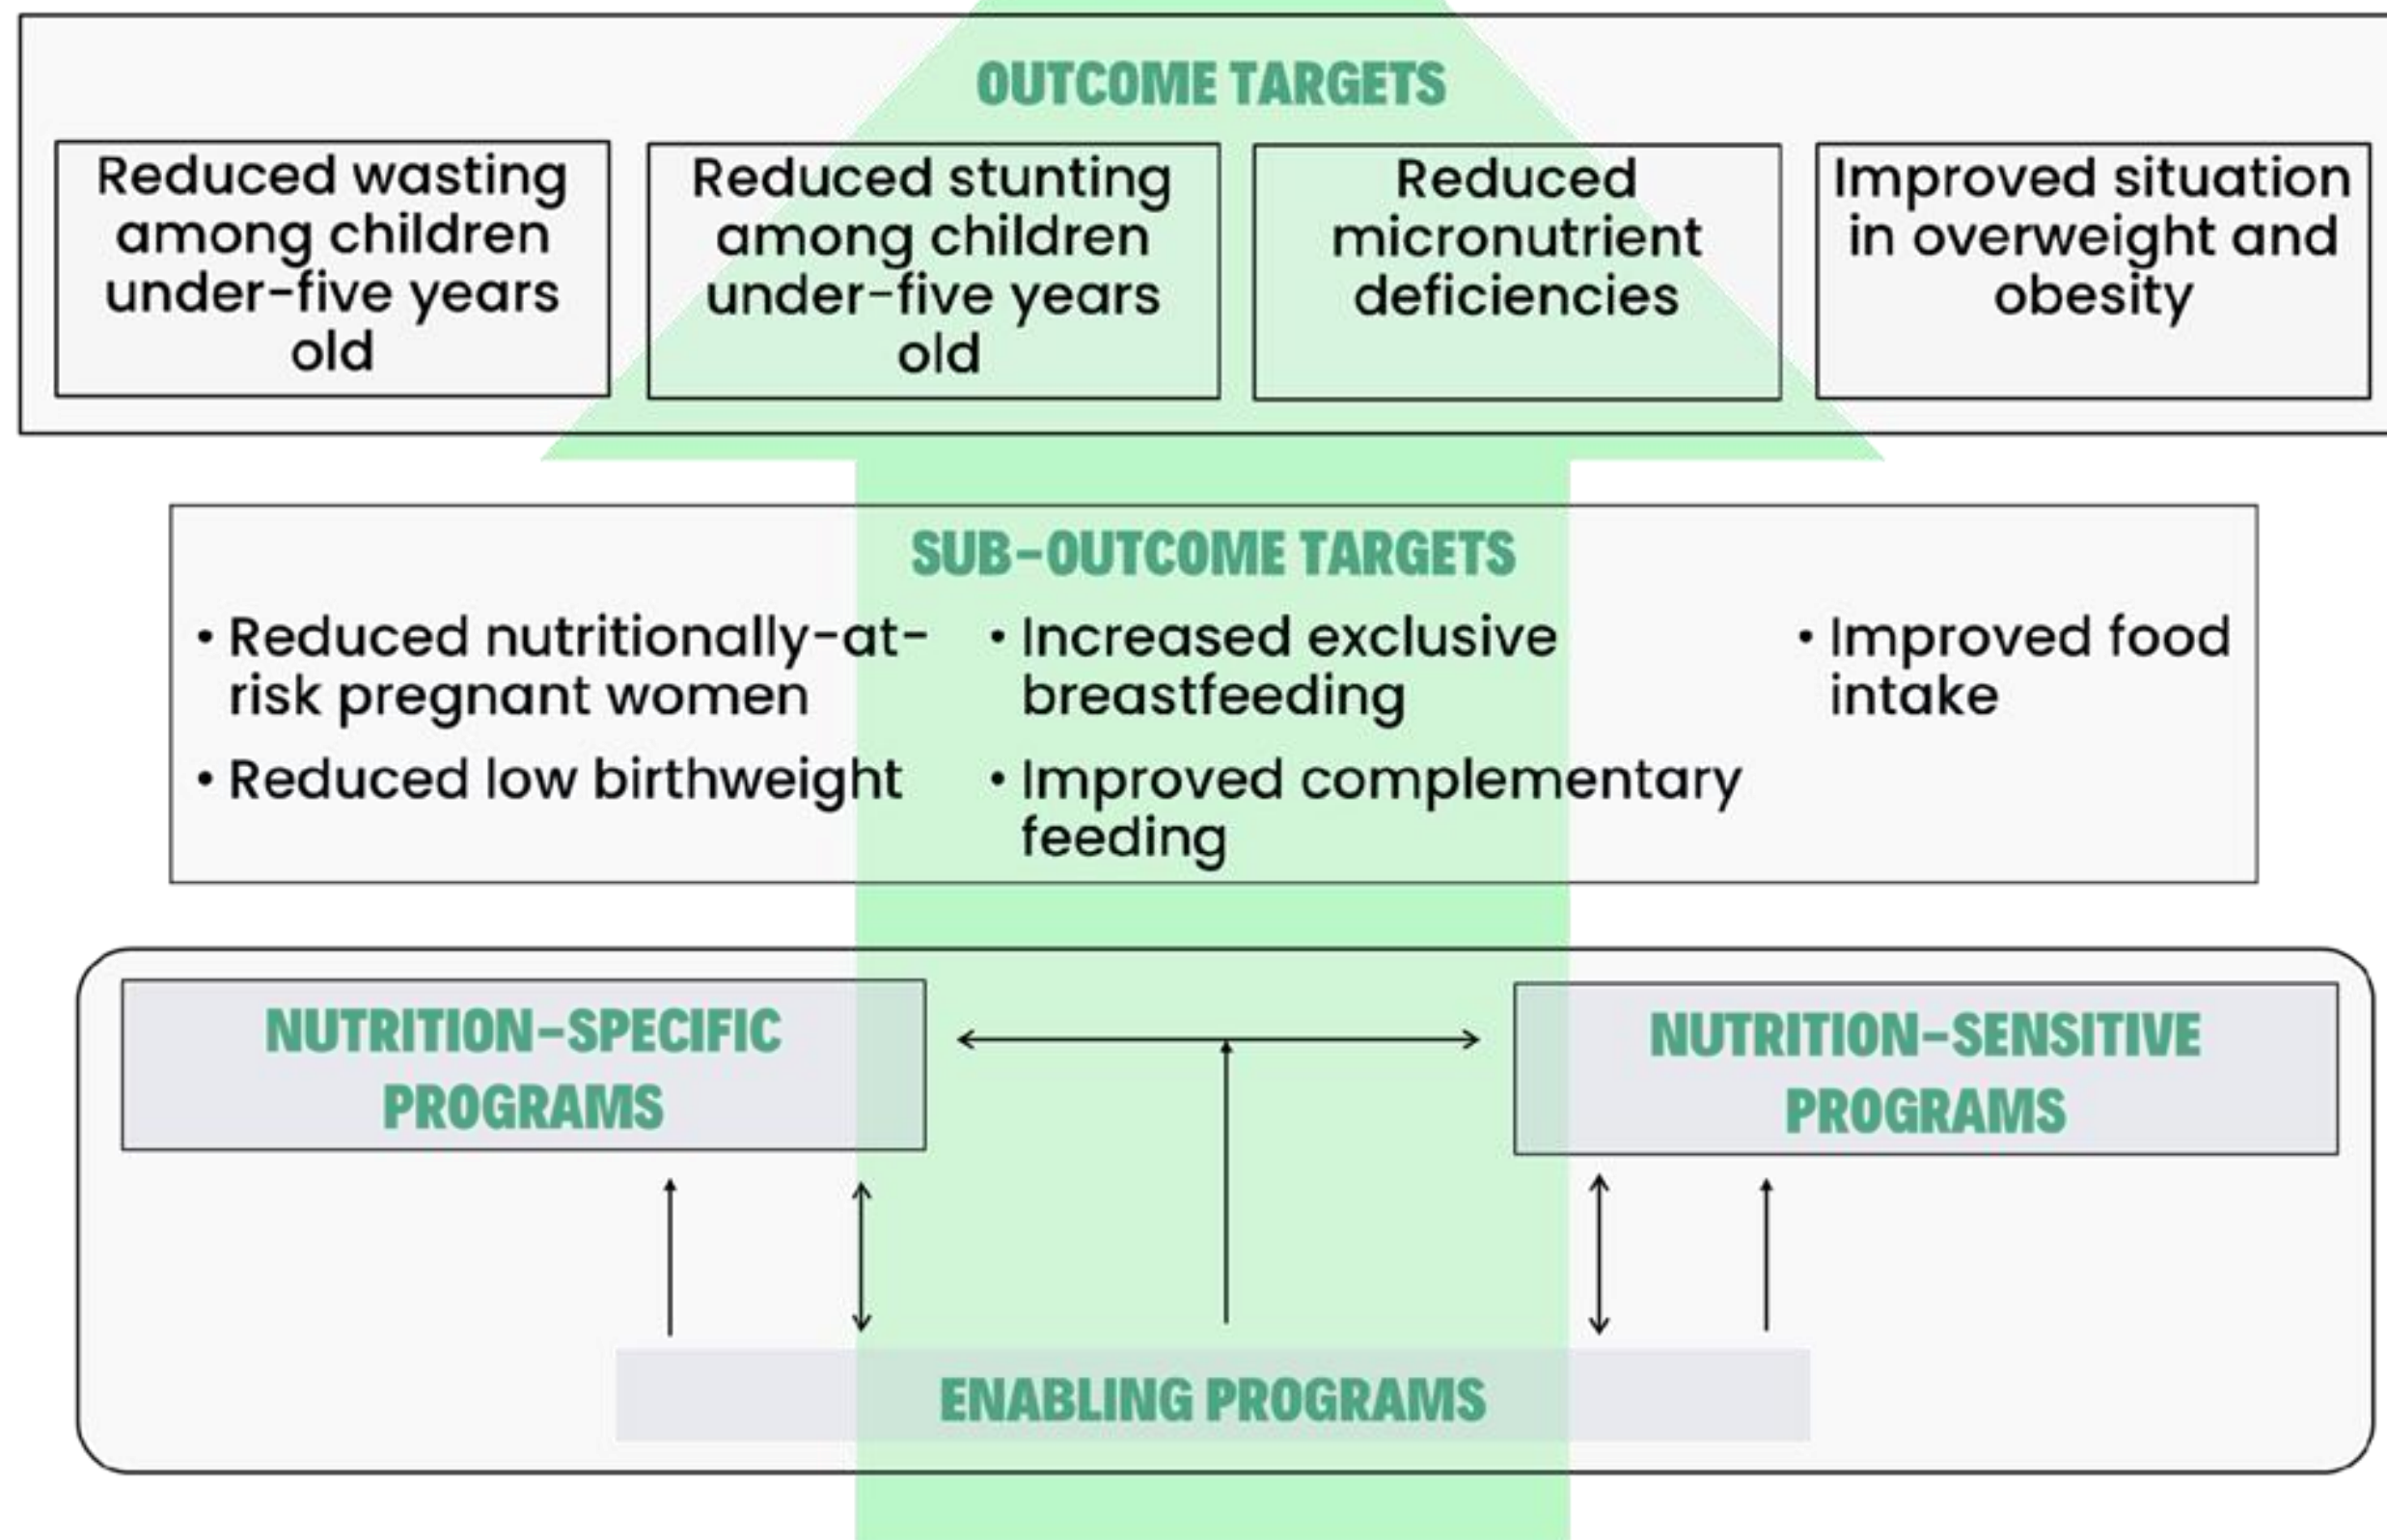 OUTCOME TARGETS
Reduced wasting
among children
under-five years
old
Reduced stunting
among children
under-five years
old
Reduced
micronutrient
deficiencies
Improved situation
in overweight and
obesity
SUB-OUTCOME TARGETS
• Reduced nutritionally-at-
risk pregnant women
• Reduced low birthweight
• Increased exclusive
breastfeeding
• Improved complementary
feeding
• Improved food
intake
NUTRITION-SPECIFIC
PROGRAMS
NUTRITION-SENSITIVE
PROGRAMS
ENABLING PROGRAMS